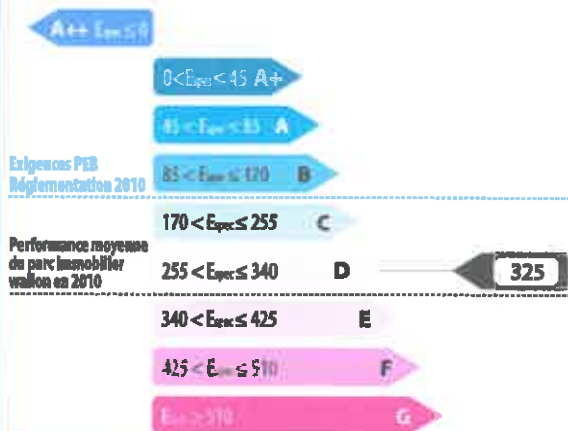 A++ Espec ≤ 0
0 < Espec < 45 A+
45 < Espec ≤ 85 A
Exigences PEB
Réglementation 2010
85 < Espec ≤ 170 B
170 < Espec ≤ 255 C
Performance moyenne
du parc immobilier
wallon en 2010
255 < Espec ≤ 340 D
325
340 < Espec ≤ 425 E
425 < Espec ≤ 510 F
Espec > 510 G